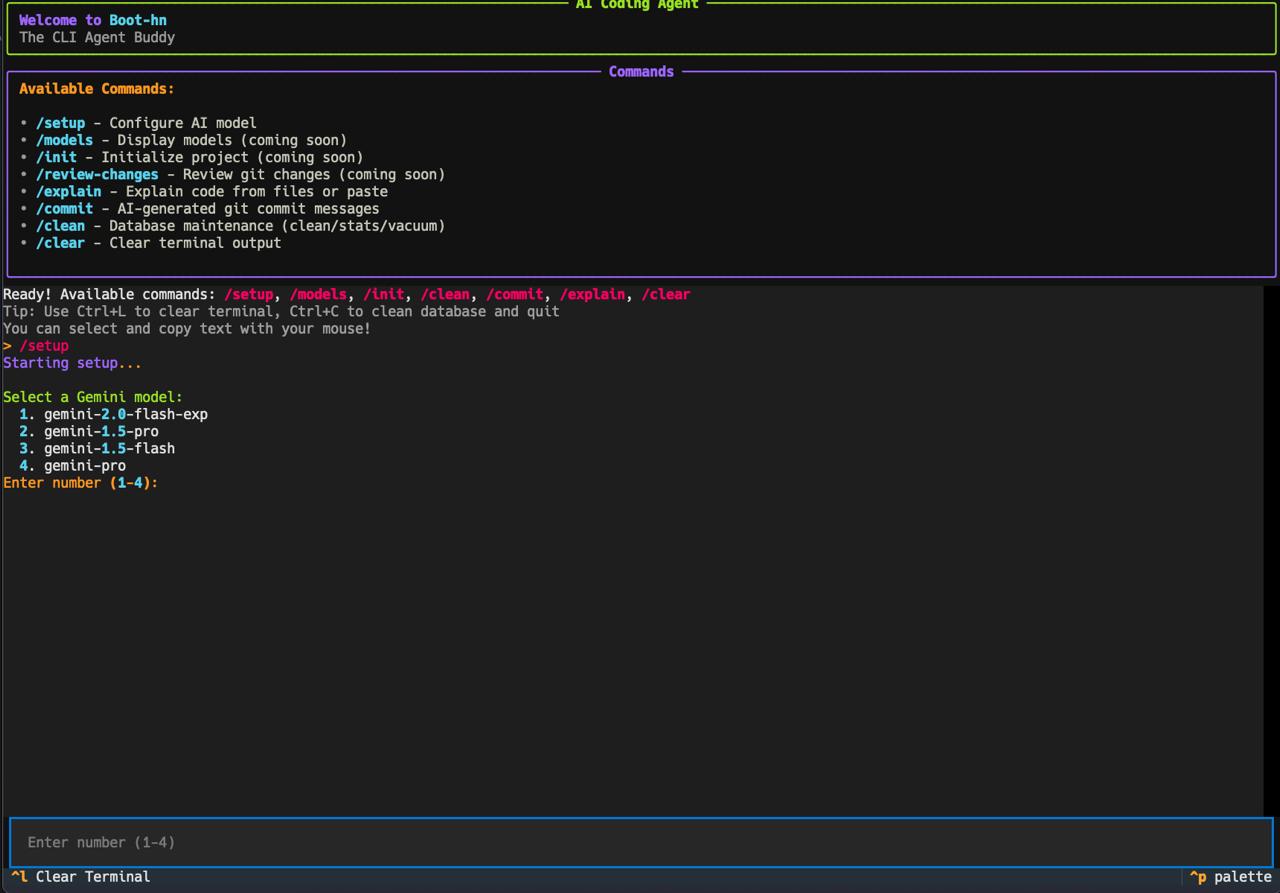 AI Coding Agent
Welcome to Boot-hn
The CLI Agent Buddy
Commands
Available Commands:
• /setup - Configure AI model
• /models - Display models (coming soon)
• /init - Initialize project (coming soon)
• /review-changes - Review git changes (coming soon)
• /explain - Explain code from files or paste
• /commit - AI-generated git commit messages
• /clean - Database maintenance (clean/stats/vacuum)
• /clear - Clear terminal output
Ready! Available commands: /setup, /models, /init, /clean, /commit, /explain, /clear
Tip: Use Ctrl+L to clear terminal, Ctrl+C to clean database and quit
You can select and copy text with your mouse!
> /setup
Starting setup...
Select a Gemini model:
1. gemini-2.0-flash-exp
2. gemini-1.5-pro
3. gemini-1.5-flash
4. gemini-pro
Enter number (1-4):
Enter number (1-4)
^l Clear Terminal
^p palette